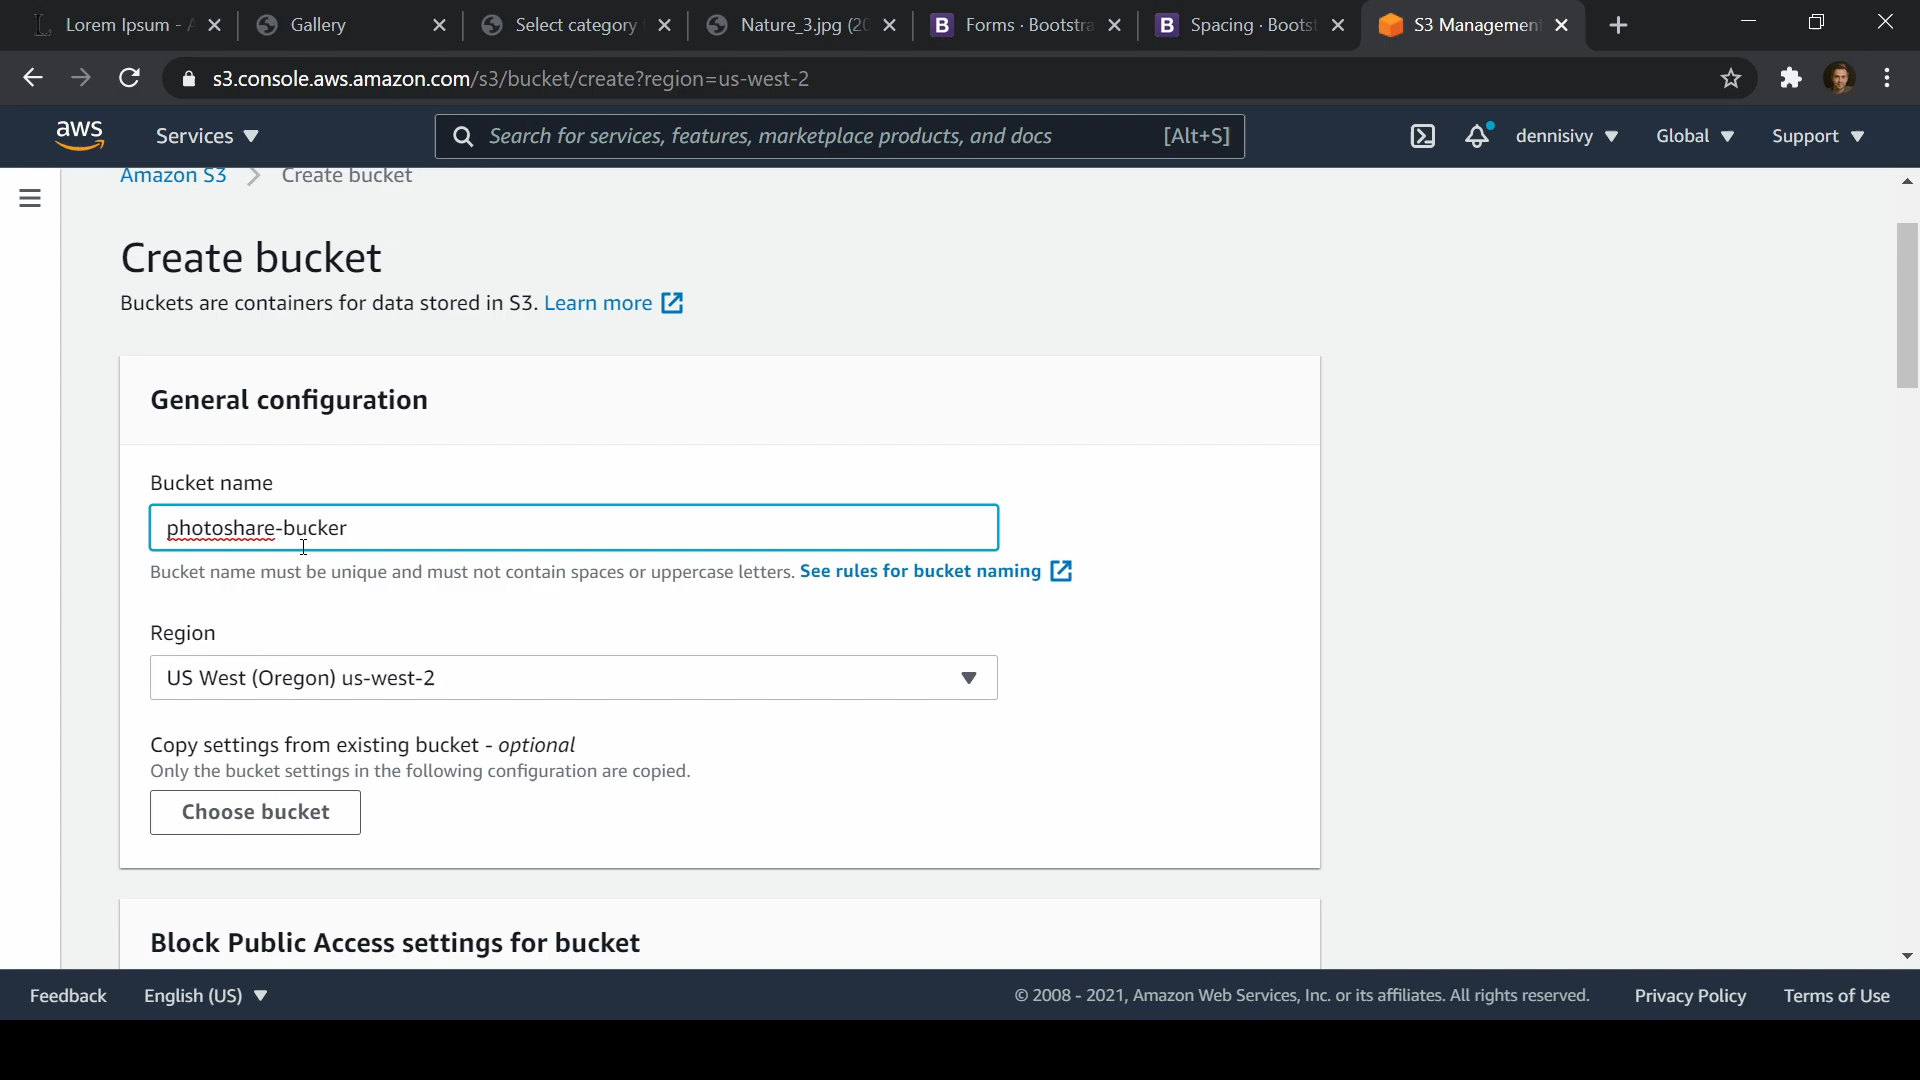 Lorem Ipsum - A
Gallery
Select category
Nature_3.jpg (20
B Forms · Bootstra
B Spacing · Bootst
S3 Managemen
s3.console.aws.amazon.com/s3/bucket/create?region=us-west-2
aws
Services
Search for services, features, marketplace products, and docs [Alt+S]
dennisivy
Global
Support
Amazon S3 > Create bucket
Create bucket
Buckets are containers for data stored in S3. Learn more
General configuration
Bucket name
photoshare-bucker
Bucket name must be unique and must not contain spaces or uppercase letters. See rules for bucket naming
Region
US West (Oregon) us-west-2
Copy settings from existing bucket - optional
Only the bucket settings in the following configuration are copied.
Choose bucket
Block Public Access settings for bucket
Feedback
English (US)
© 2008 - 2021, Amazon Web Services, Inc. or its affiliates. All rights reserved.
Privacy Policy
Terms of Use